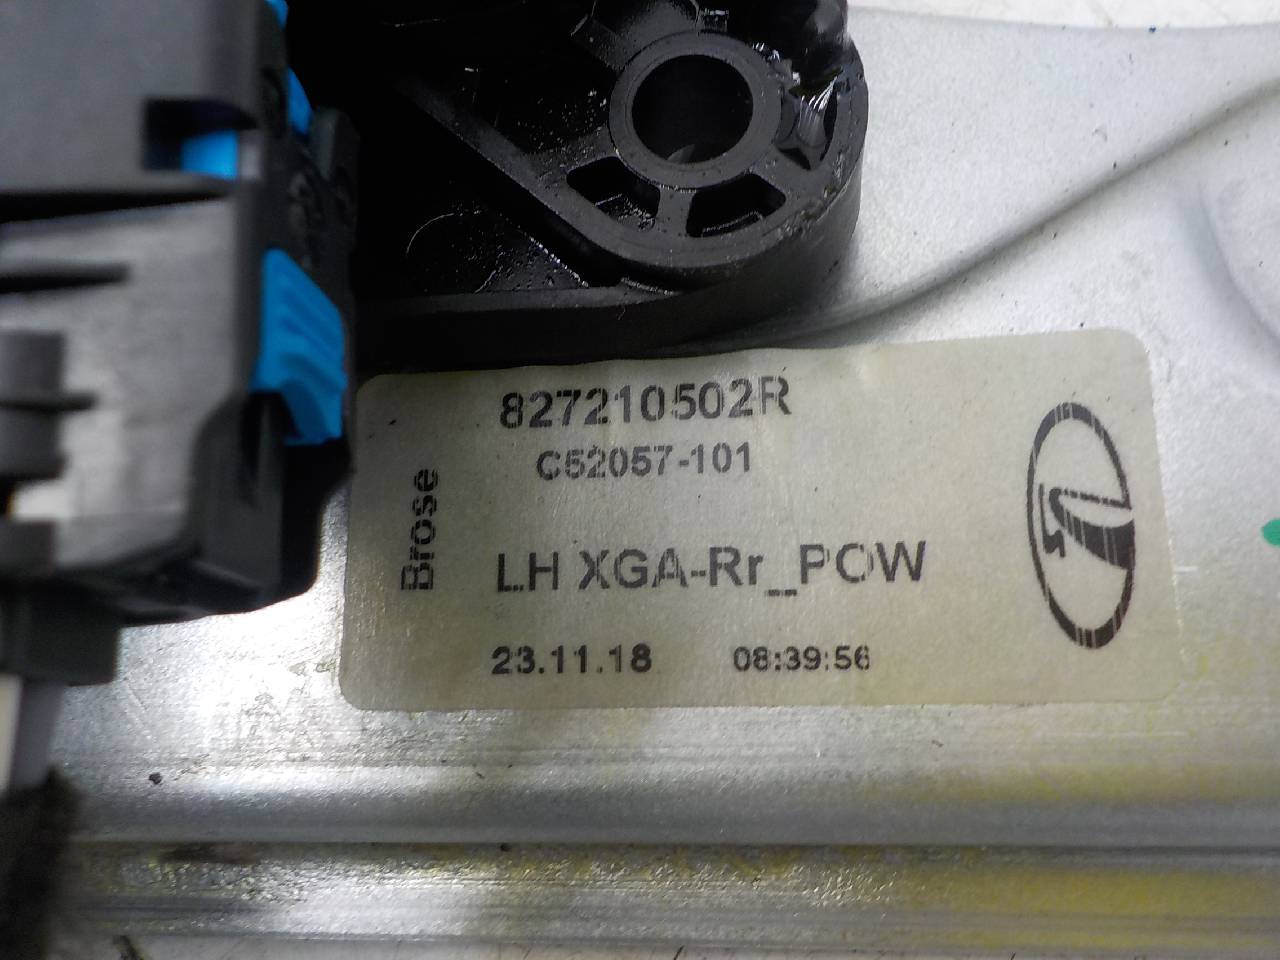 827210502R
C52057-101
Brose
LH XGA-Rr_POW
23.11.18 08:39:56